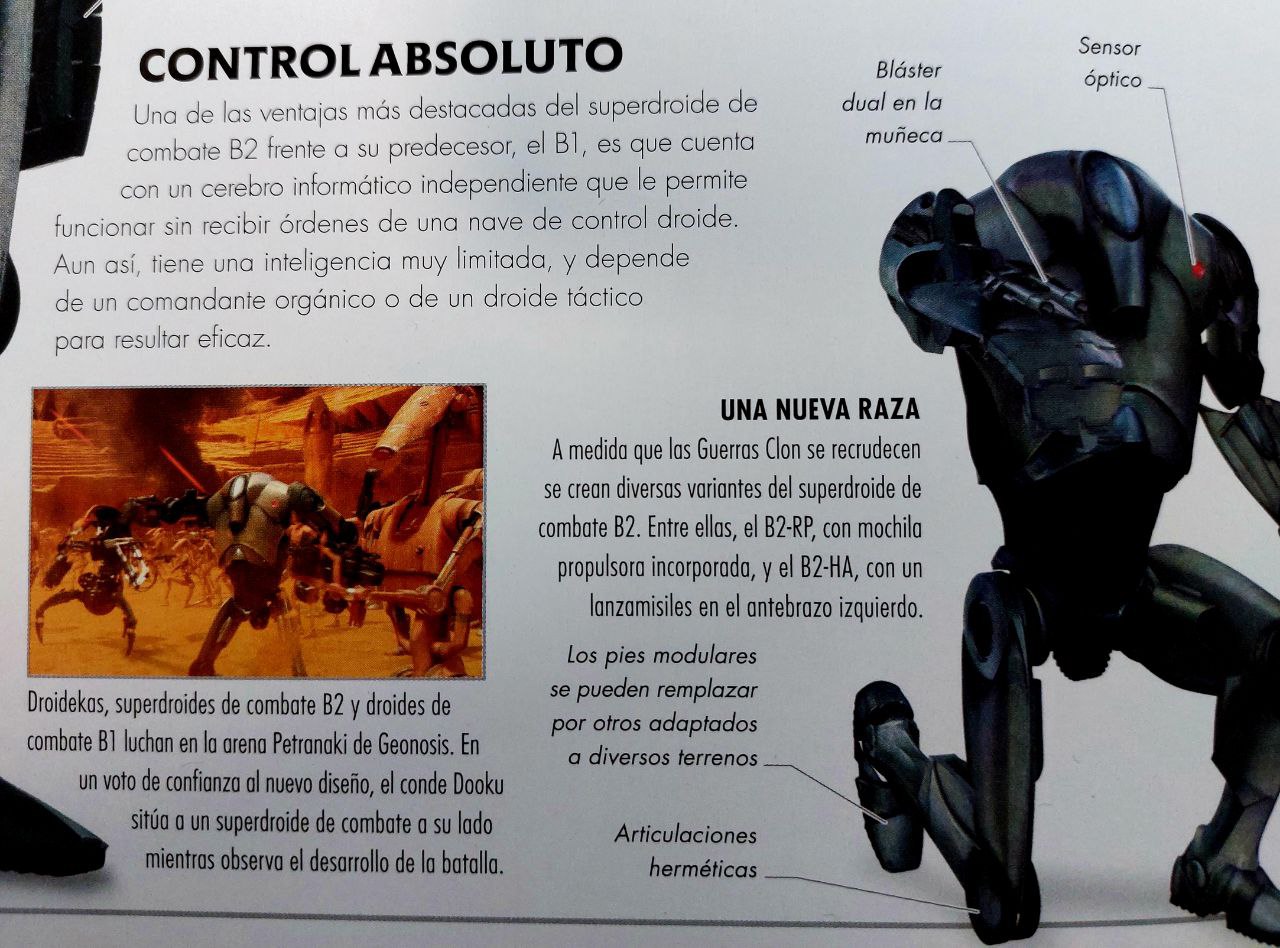 CONTROL ABSOLUTO
Una de las ventajas más destacadas del superdroide de
combate B2 frente a su predecesor, el B1, es que cuenta
con un cerebro informático independiente que le permite
funcionar sin recibir órdenes de una nave de control droide.
Aun así, tiene una inteligencia muy limitada, y depende
de un comandante orgánico o de un droide táctico
para resultar eficaz.
Bláster
dual en la
muñeca
Sensor
óptico
UNA NUEVA RAZA
A medida que las Guerras Clon se recrudecen
se crean diversas variantes del superdroide de
combate B2. Entre ellas, el B2-RP, con mochila
propulsora incorporada, y el B2-HA, con un
lanzamisiles en el antebrazo izquierdo.
Los pies modulares
se pueden remplazar
por otros adaptados
a diversos terrenos
Articulaciones
herméticas
Droidekas, superdroides de combate B2 y droides de
combate B1 luchan en la arena Petranaki de Geonosis. En
un voto de confianza al nuevo diseño, el conde Dooku
sitúa a un superdroide de combate a su lado
mientras observa el desarrollo de la batalla.